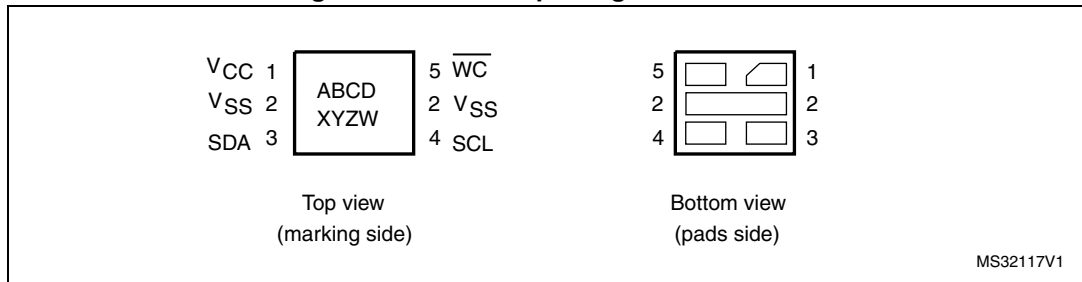 VCC 1 ABCD 5 W̅C̅
VSS 2 XYZW 2 VSS
SDA 3 4 SCL
5 1
2 2
4 3
Top view
(marking side)
Bottom view
(pads side)
MS32117V1